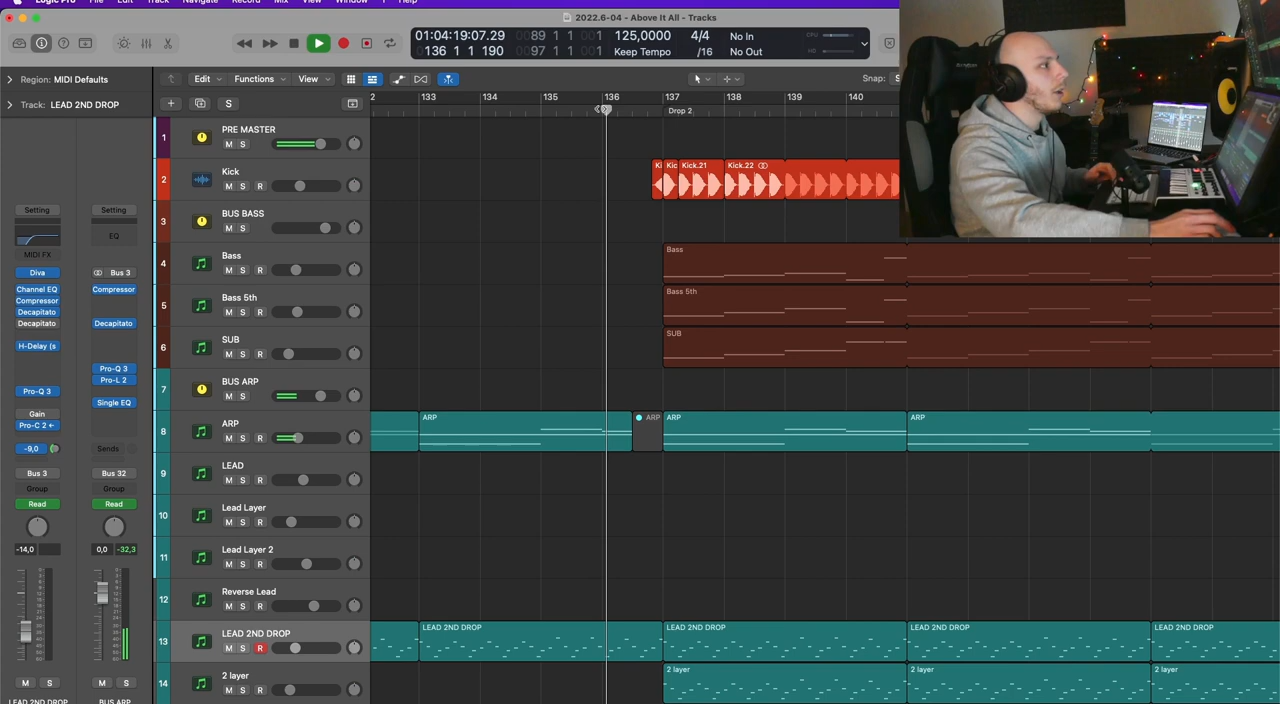 Logic Pro File Edit Track Navigate Record Mix View Window Help
2022.6-04 - Above It All - Tracks
01:04:19:07.29 0089 1 1 001 125,0000 4/4 No In CPU
136 1 1 190 0097 1 1 001 Keep Tempo /16 No Out
Region: MIDI Defaults Edit Functions View Snap: S
Track: LEAD 2ND DROP S 2 133 134 135 136 137 138 139 140
Drop 2
1 PRE MASTER
M S
2 Kick Ki Kic Kick.21 Kick.22
M S R
Setting Setting
3 BUS BASS
M S
EQ
MIDI FX
4 Bass Bass
M S R
Diva Bus 3
Channel EQ Compressor
Compressor
5 Bass 5th Bass 5th
M S R
Decapitato
Decapitato Decapitato
6 SUB SUB
M S R
H-Delay (s
Pro-Q 3
Pro-L 2
7 BUS ARP
M S
Pro-Q 3
Single EQ
Gain
Pro-C 2
8 ARP ARP ARP ARP ARP
M S R
-9,0 Sends
Bus 3 Bus 32
9 LEAD
M S R
Group Group
Read Read
10 Lead Layer
M S R
-14,0 0,0 -32,3
11 Lead Layer 2
M S R
12 Reverse Lead
M S R
13 LEAD 2ND DROP LEAD 2ND DROP LEAD 2ND DROP LEAD 2ND DROP LEAD 2ND DROP
M S R
14 2 layer 2 layer 2 layer 2 layer
M S R
M S M S
LEAD 2ND DROP BUS ARP